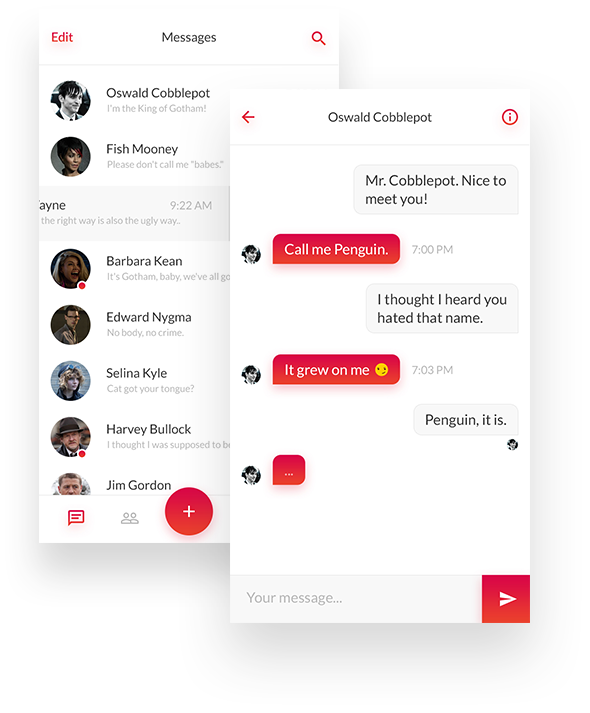 Edit
Messages
Oswald Cobblepot
I'm the King of Gotham!
Fish Mooney
Please don't call me "babes."
9:22 AM
the right way is also the ugly way..
Barbara Kean
It's Gotham, baby, we've all
Edward Nygma
No body, no crime.
Selina Kyle
Cat got your tongue?
Harvey Bullock
I thought I was supposed to
Jim Gordon
Oswald Cobblepot
Mr. Cobblepot. Nice to
meet you!
Call me Penguin.
7:00 PM
I thought I heard you
hated that name.
It grew on me 😏
7:03 PM
Penguin, it is.
...
Your message...